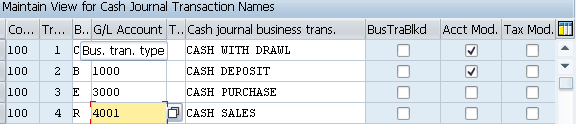 Maintain View for Cash Journal Transaction Names
Co... Tr... B.. G/L Account T.. Cash journal business trans. BusTraBlkd Acct Mod. Tax Mod.
100 1 C Bus. tran. type CASH WITH DRAWL
100 2 B 1000 CASH DEPOSIT
100 3 E 3000 CASH PURCHASE
100 4 R 4001 CASH SALES